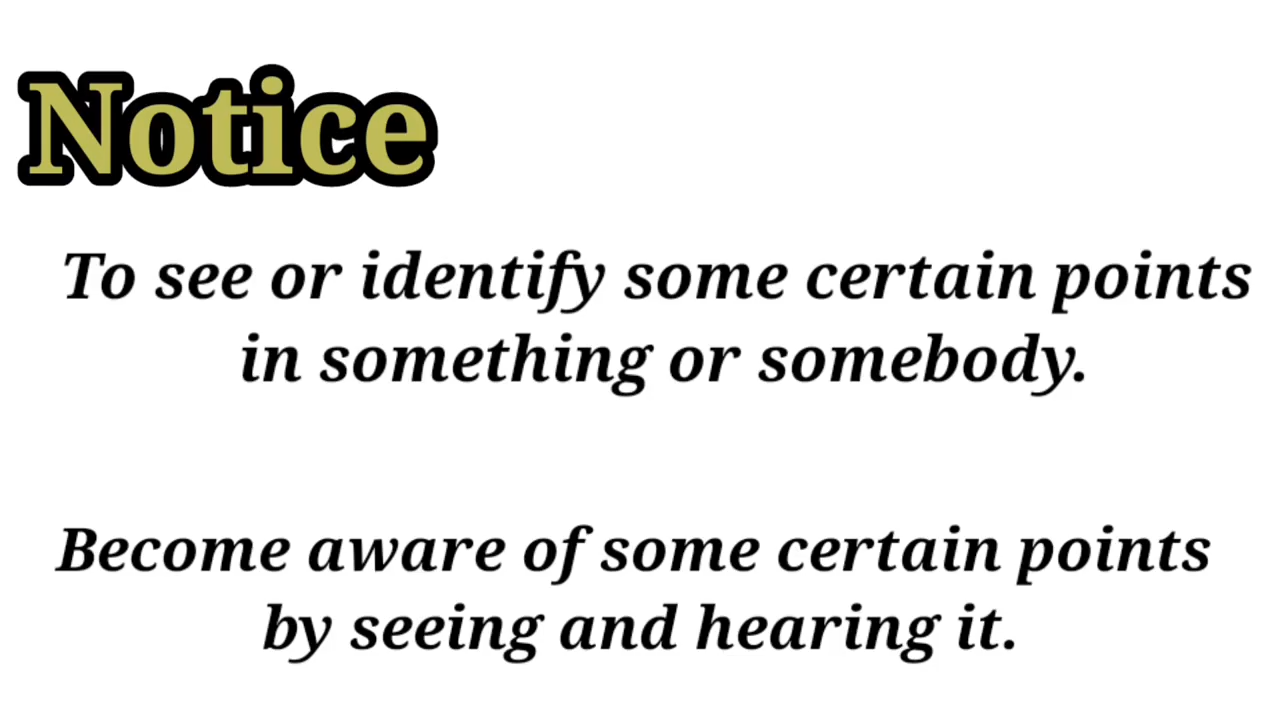 Notice
To see or identify some certain points
in something or somebody.
Become aware of some certain points
by seeing and hearing it.